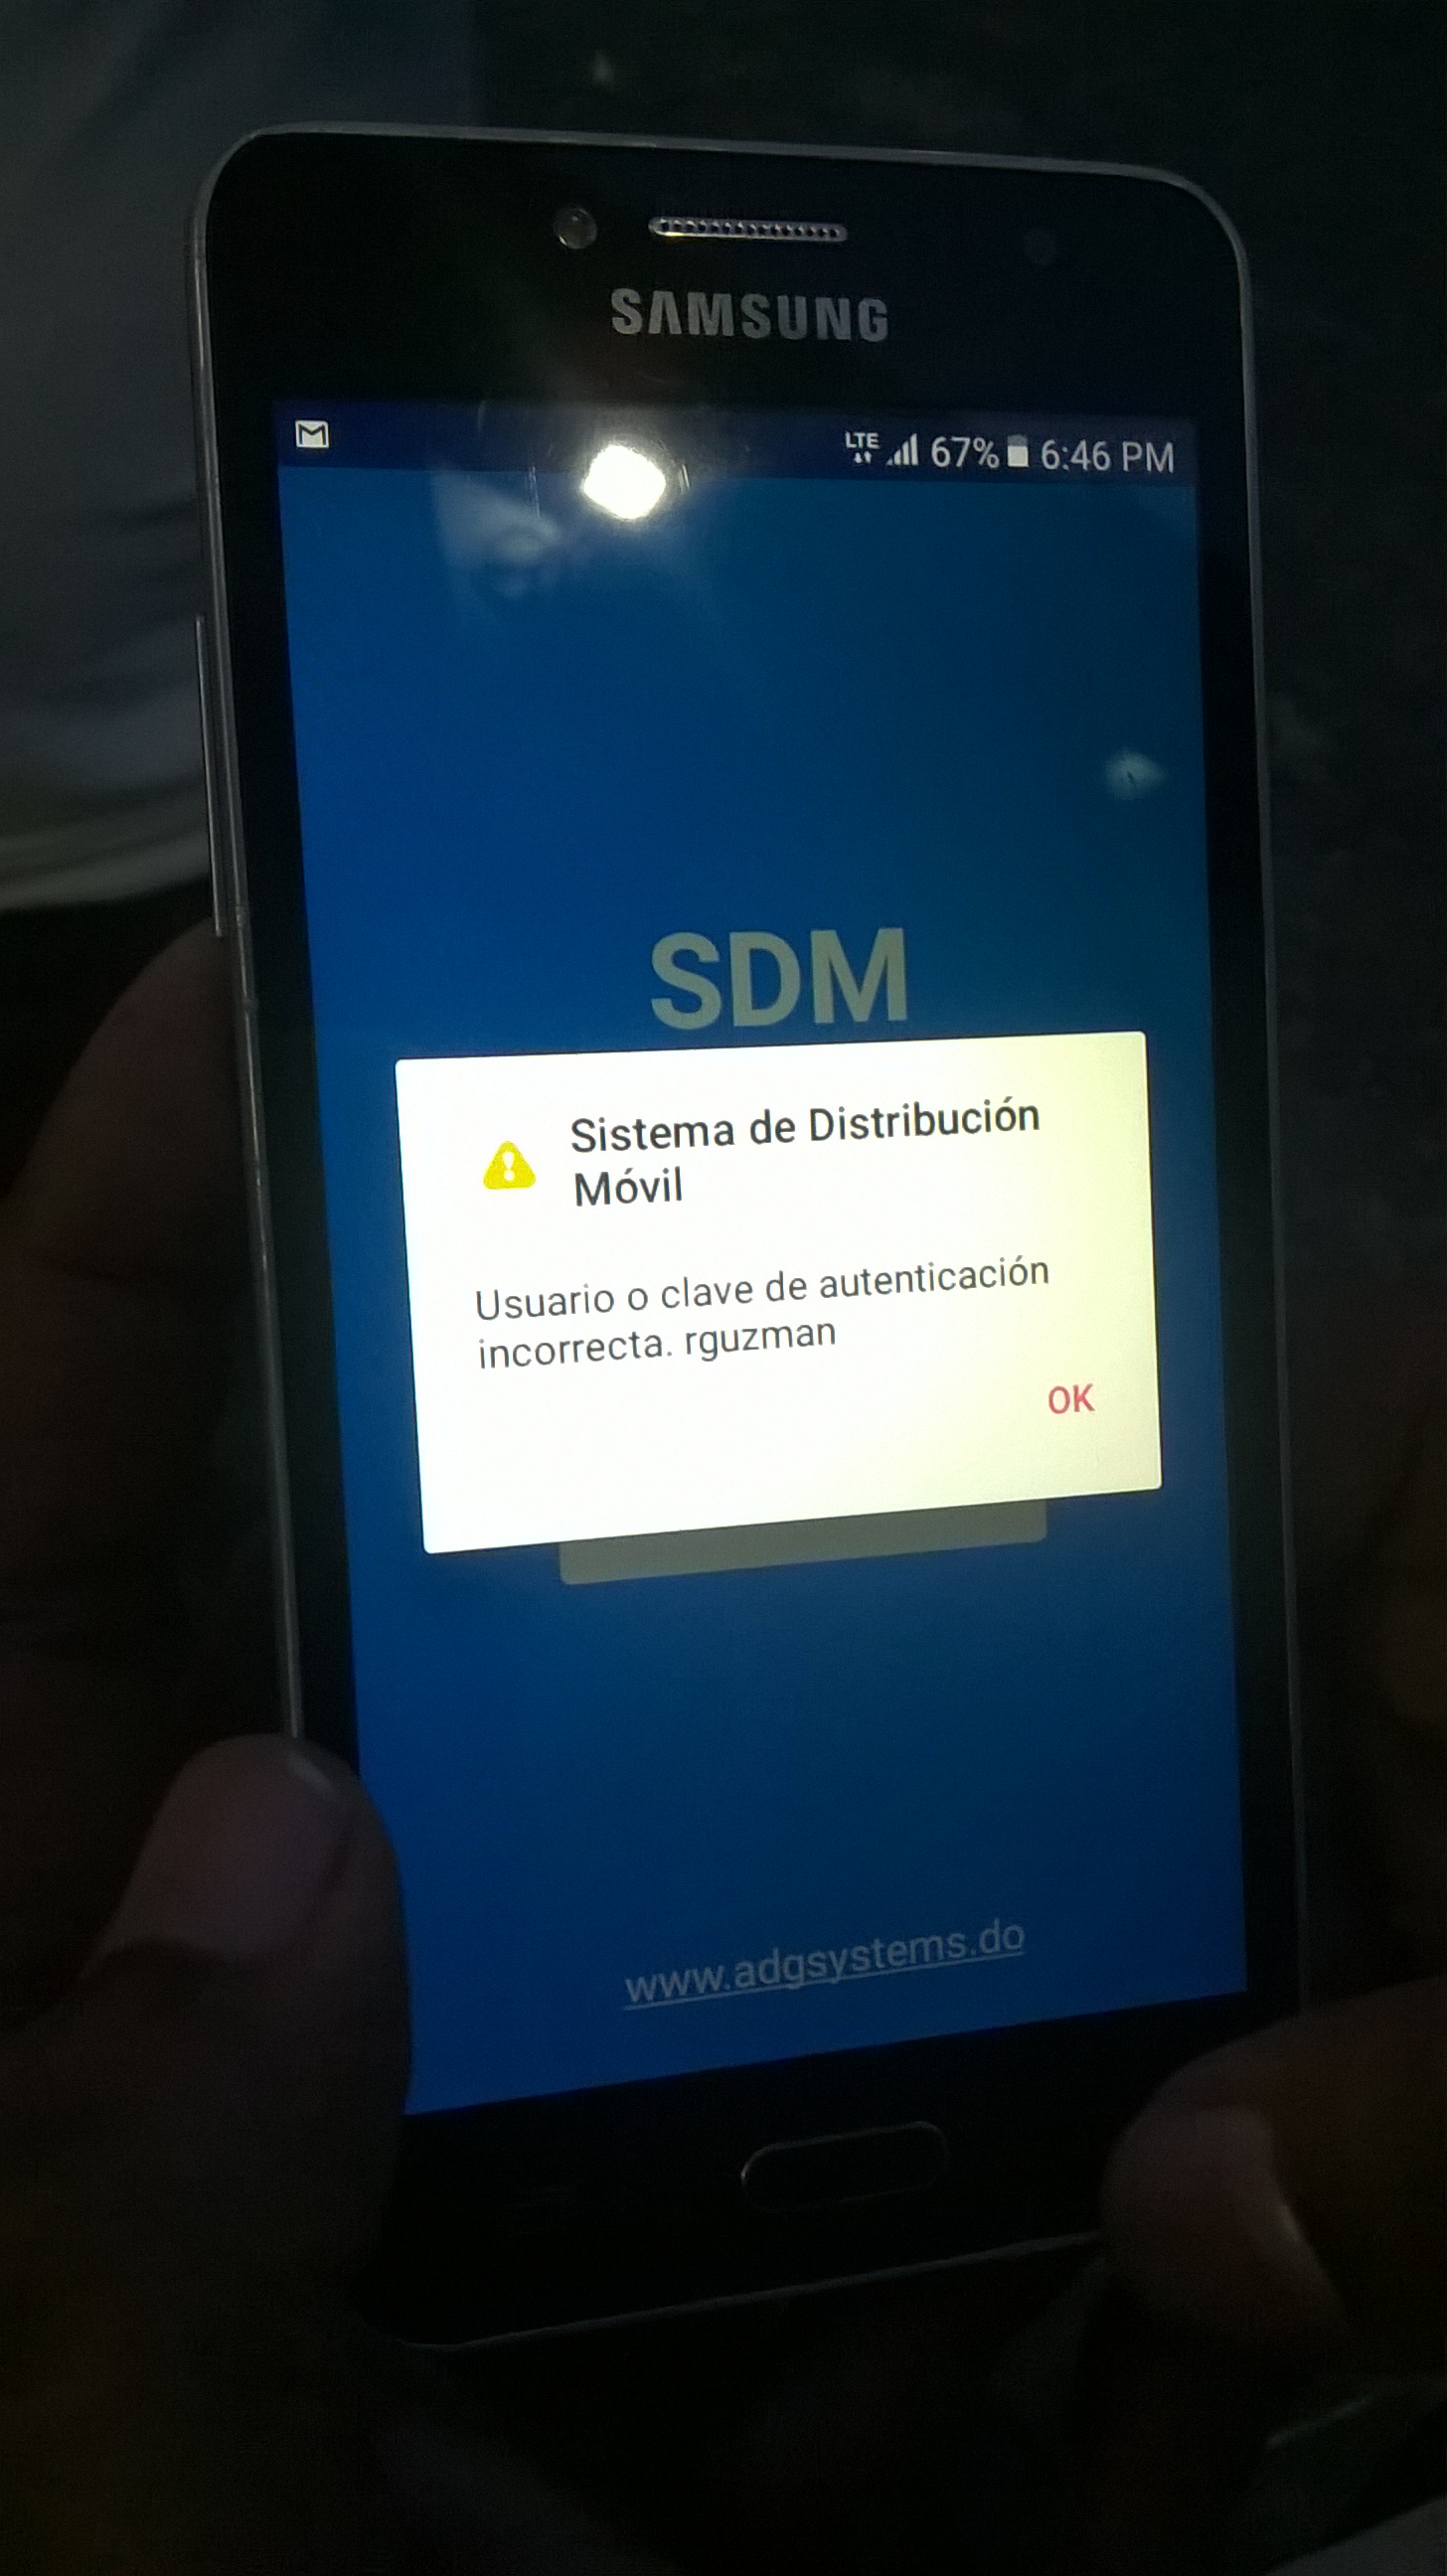 SAMSUNG
LTE 67% 6:46 PM
SDM
Sistema de Distribución
Móvil
Usuario o clave de autenticación
incorrecta. rguzman
OK
www.adgsystems.do